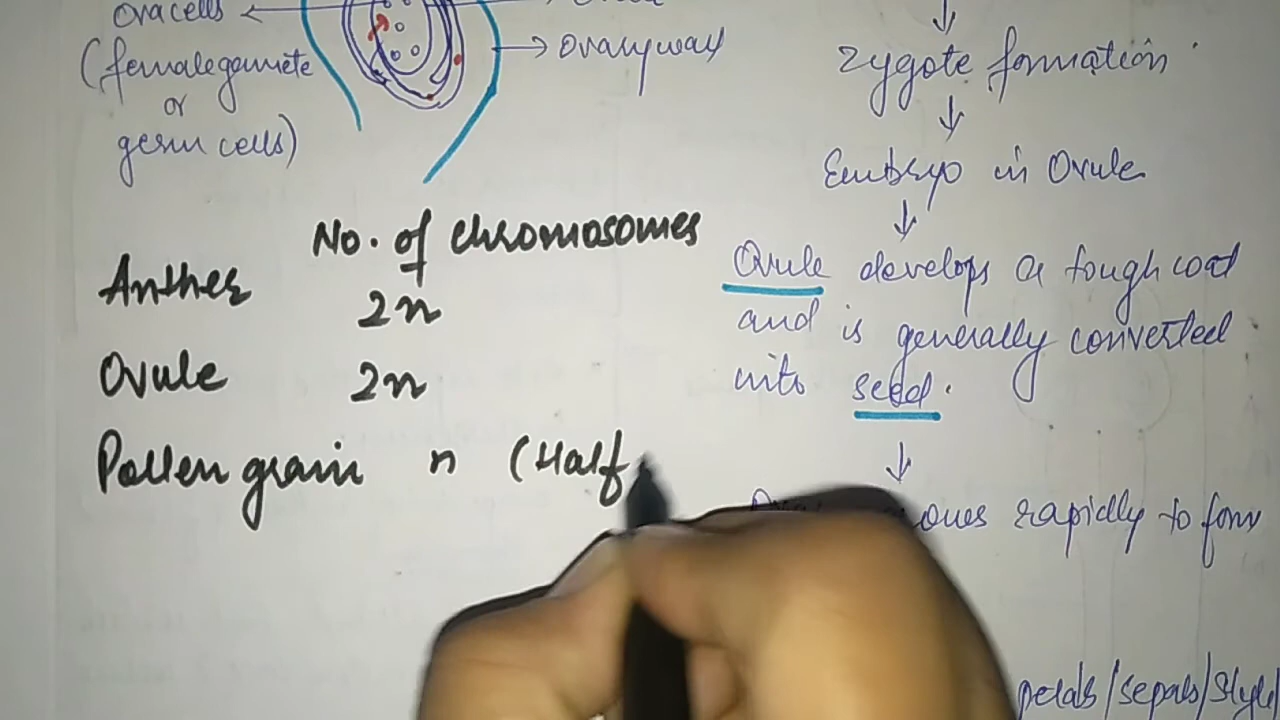 Ovacells
(female gamete
or
germ cells)
Ovary wall
No. of chromosomes
Anther 2n
Ovule 2n
Pollen grain n (Half
Zygote formation
Embryo in Ovule
Ovule develops a tough coat
and is generally converted
into seed.
rapidly to form
petals/sepals/style/